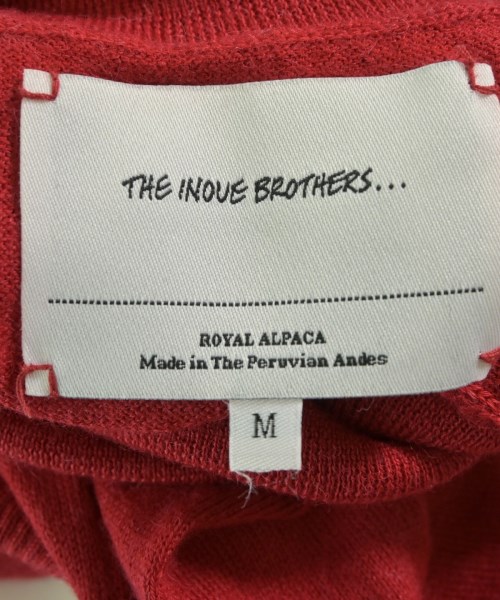 THE INOUE BROTHERS...
ROYAL ALPACA
Made in The Peruvian Andes
M